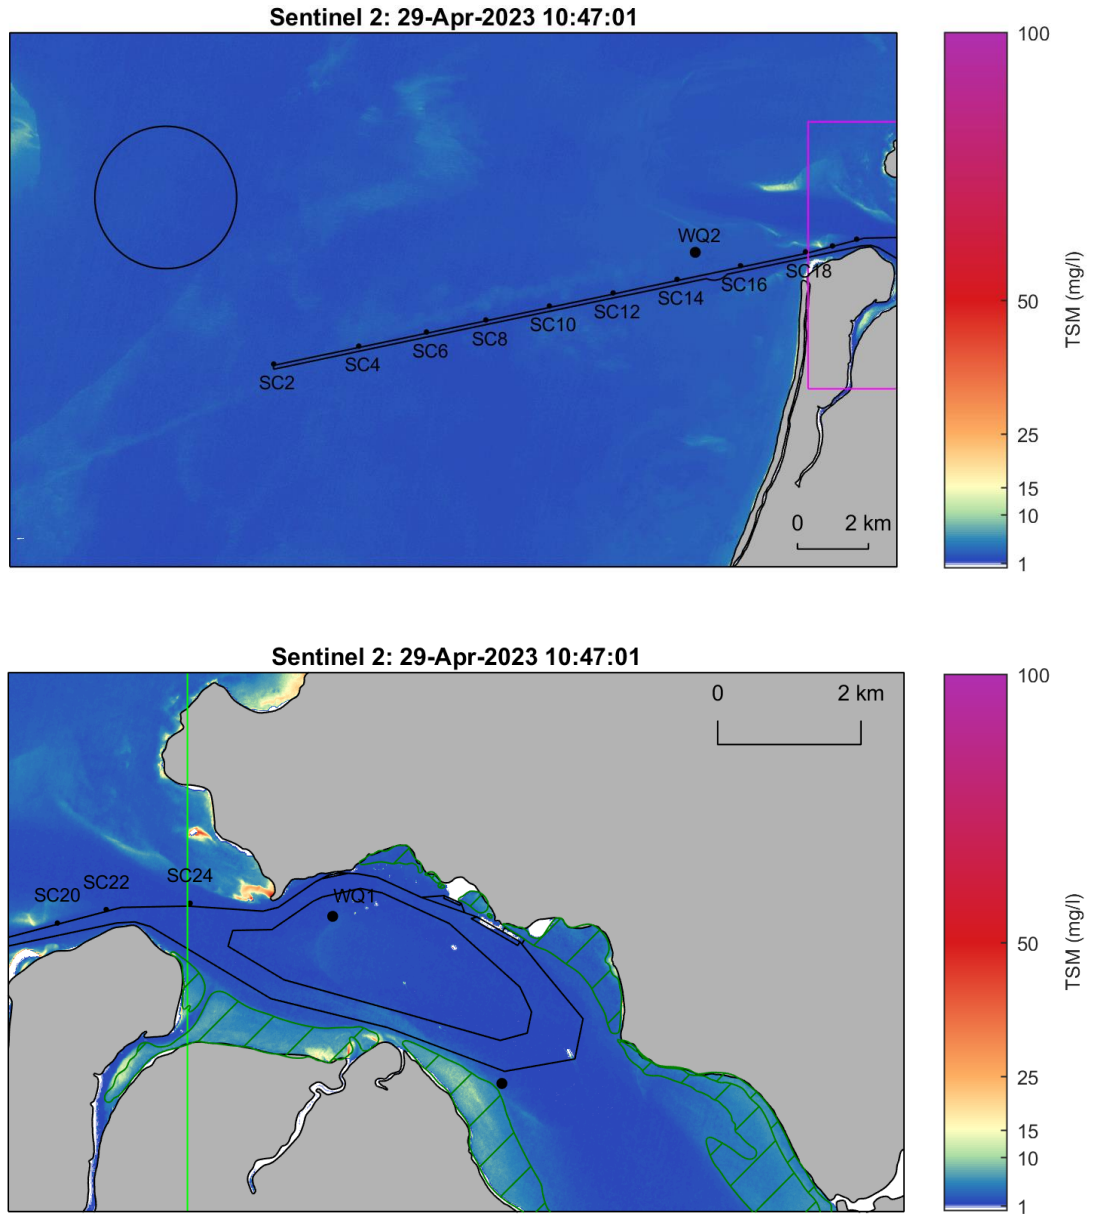 Sentinel 2: 29-Apr-2023 10:47:01
100
50
25
15
10
1
TSM (mg/l)
WQ2
SC18
SC16
SC14
SC12
SC10
SC8
SC6
SC4
SC2
0 2 km
Sentinel 2: 29-Apr-2023 10:47:01
100
50
25
15
10
1
TSM (mg/l)
0 2 km
SC24
SC22
SC20
WQ1